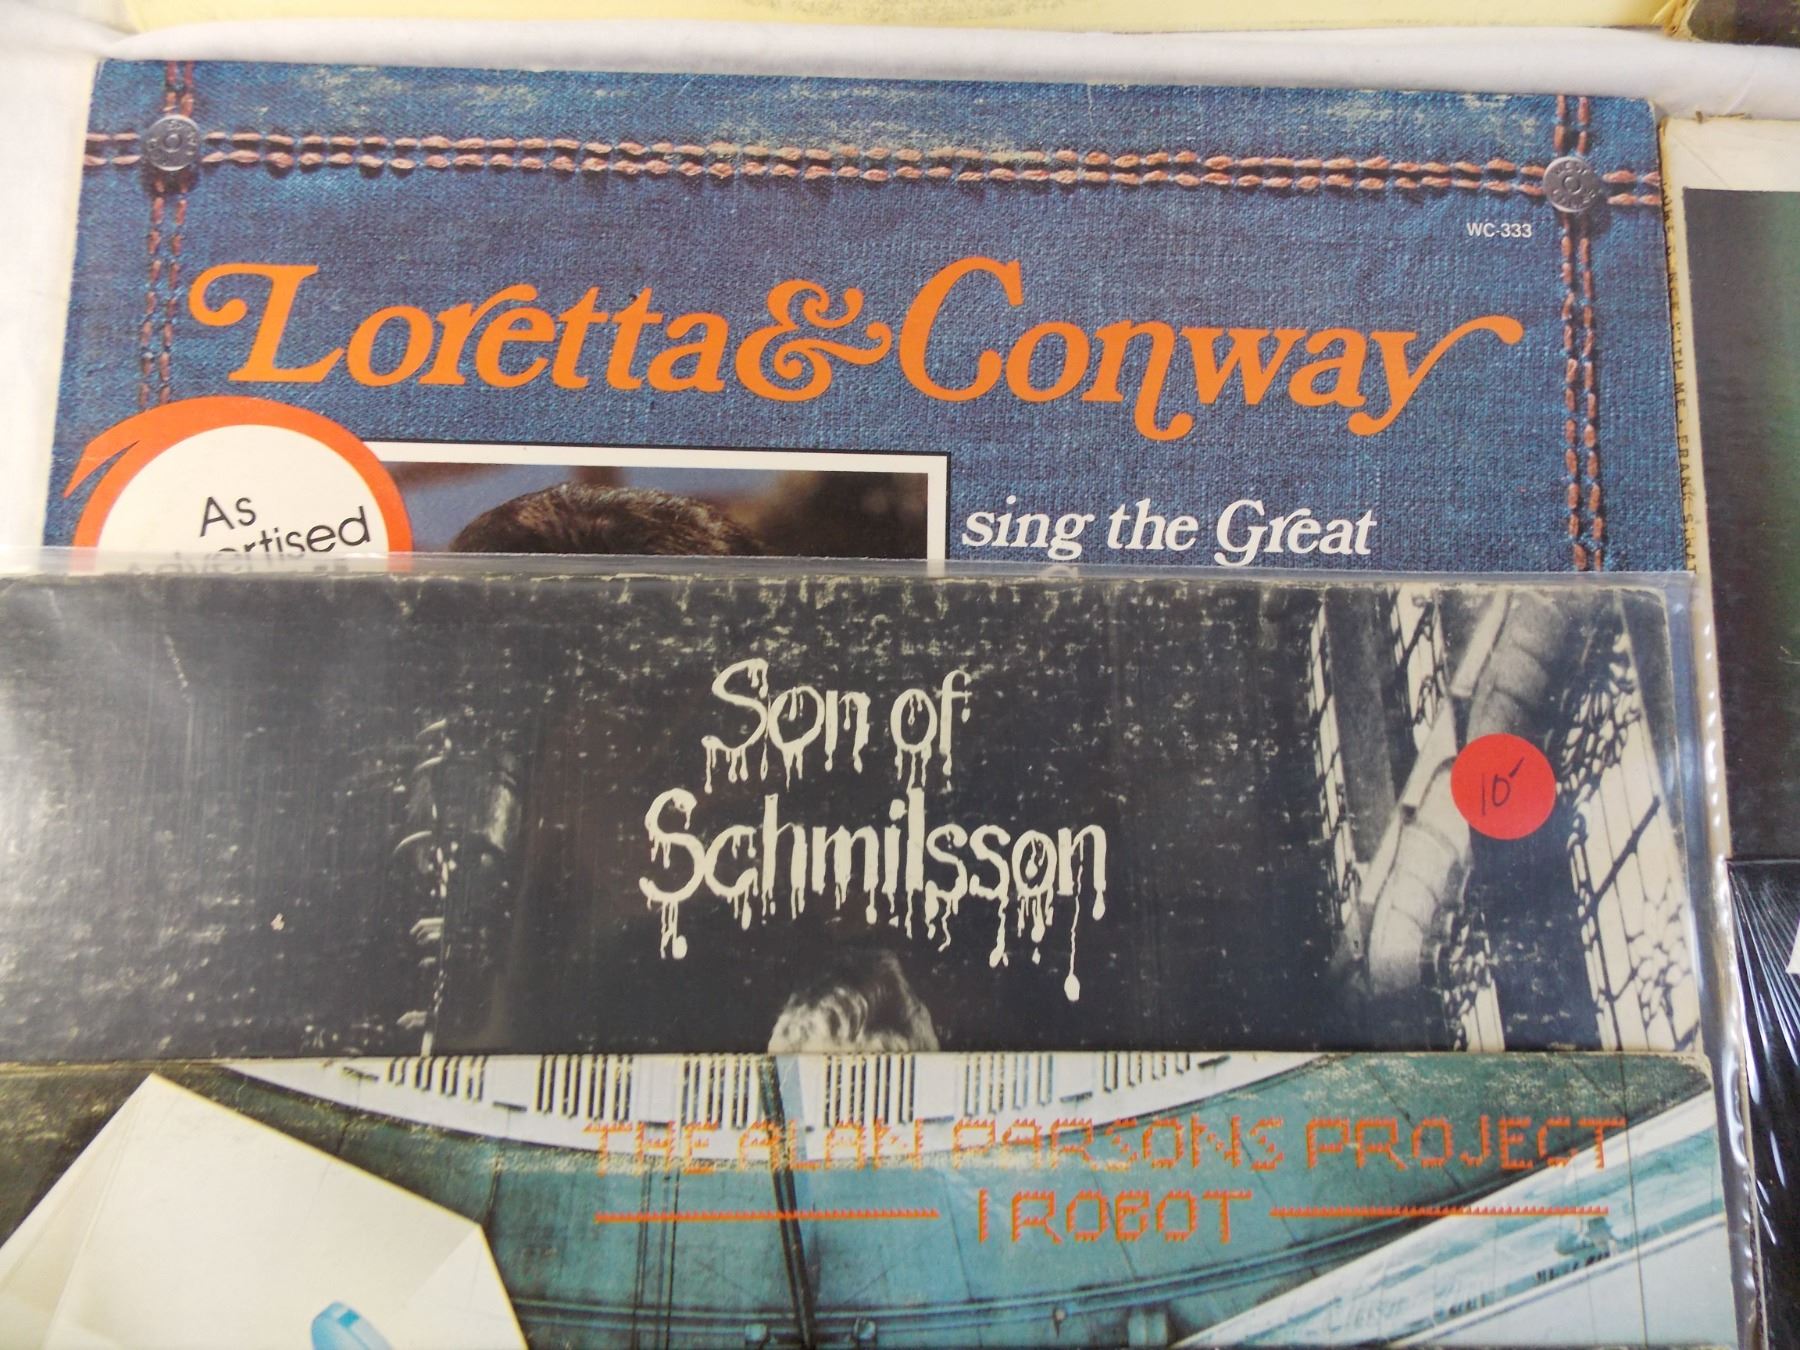 WC-333
Loretta & Conway
As
sing the Great
Son of
Schmilsson
10-
THE ALAN PARSONS PROJECT
I ROBOT